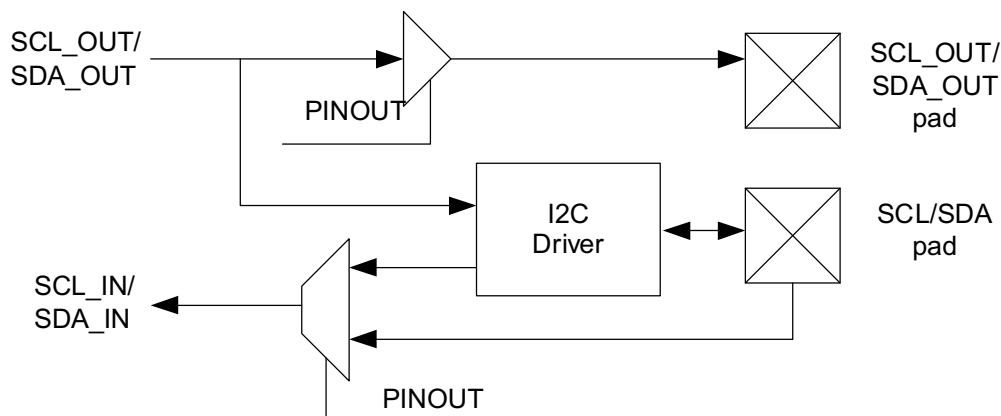 SCL_OUT/
SDA_OUT
PINOUT
SCL_OUT/
SDA_OUT
pad
I2C
Driver
SCL/SDA
pad
SCL_IN/
SDA_IN
PINOUT